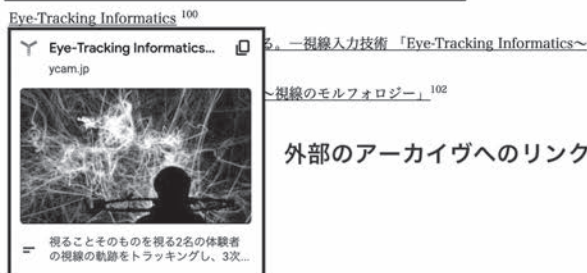 Eye-Tracking Informatics 100
Eye-Tracking Informatics...
ycam.jp
る。—視線入力技術 「Eye-Tracking Informatics〜
〜視線のモルフォロジー」102
外部のアーカイヴへのリンク
視ることそのものを視る2名の体験者
の視線の軌跡をトラッキングし、3次...